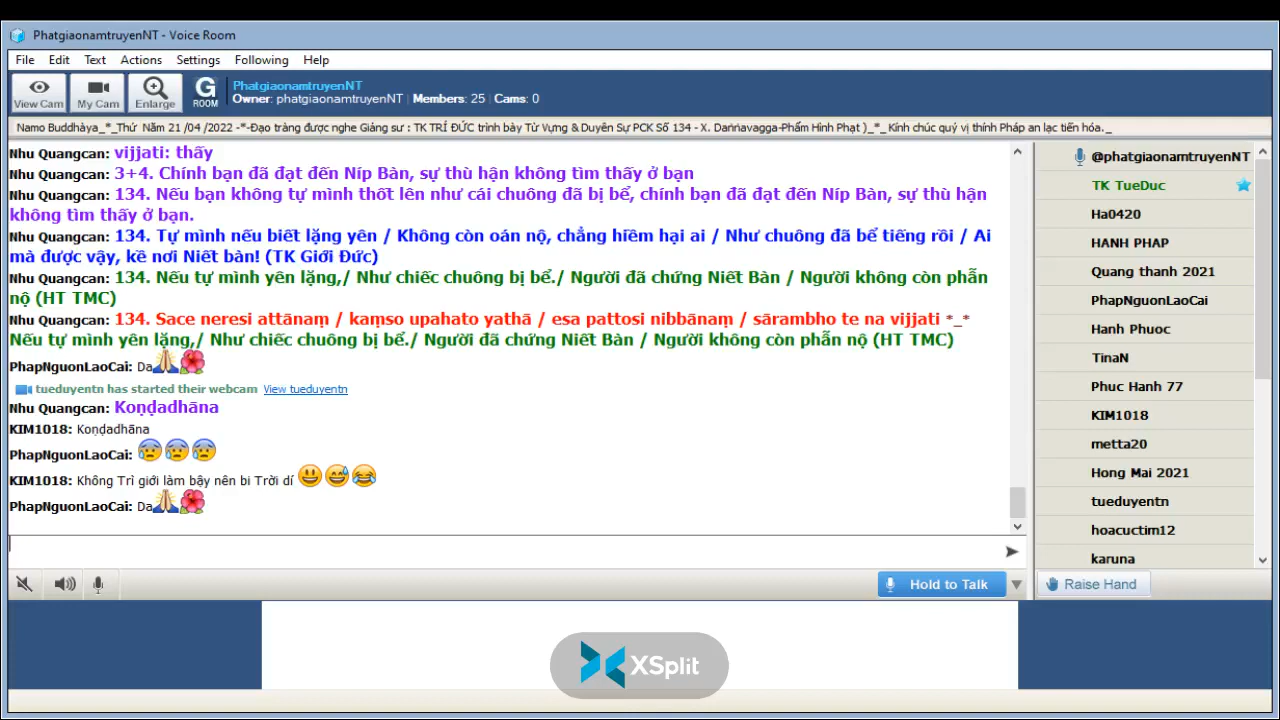 PhatgiaonamtruyenNT - Voice Room
File Edit Text Actions Settings Following Help
View Cam
My Cam
Enlarge
G
ROOM
PhatgiaonamtruyenNT
Owner: phatgiaonamtruyenNT | Members: 25 | Cams: 0
Namo Buddhàya_*_Thứ Năm 21 /04 /2022 -*-Đạo tràng được nghe Giảng sư : TK TRÍ ĐỨC trình bày Từ Vựng & Duyên Sự PCK Số 134 - X. Daṇṇavagga-Phẩm Hình Phạt )_*_ Kính chúc quý vị thính Pháp an lạc tiến hóa._
Nhu Quangcan: vijjati: thấy
Nhu Quangcan: 3+4. Chính bạn đã đạt đến Níp Bàn, sự thù hận không tìm thấy ở bạn
Nhu Quangcan: 134. Nếu bạn không tự mình thốt lên như cái chuông đã bị bể, chính bạn đã đạt đến Níp Bàn, sự thù hận
không tìm thấy ở bạn.
Nhu Quangcan: 134. Tự mình nếu biết lặng yên / Không còn oán nộ, chẳng hiềm hại ai / Như chuông đã bể tiếng rồi / Ai
mà được vậy, kề nơi Niết bàn! (TK Giới Đức)
Nhu Quangcan: 134. Nếu tự mình yên lặng,/ Như chiếc chuông bị bể./ Người đã chứng Niết Bàn / Người không còn phẫn
nộ (HT TMC)
Nhu Quangcan: 134. Sace neresi attānaṃ / kaṃso upahato yathā / esa pattosi nibbānaṃ / sārambho te na vijjati *_*
Nếu tự mình yên lặng,/ Như chiếc chuông bị bể./ Người đã chứng Niết Bàn / Người không còn phẫn nộ (HT TMC)
PhapNguonLaoCai: Da
tueduyentn has started their webcam View tueduyentn
Nhu Quangcan: Koṇḍadhāna
KIM1018: Koṇḍadhāna
PhapNguonLaoCai:
KIM1018: Không Trì giới làm bậy nên bi Trời dí
PhapNguonLaoCai: Da
Hold to Talk
@phatgiaonamtruyenNT
TK TueDuc
Ha0420
HANH PHAP
Quang thanh 2021
PhapNguonLaoCai
Hanh Phuoc
TinaN
Phuc Hanh 77
KIM1018
metta20
Hong Mai 2021
tueduyentn
hoacuctim12
karuna
Raise Hand
XSplit